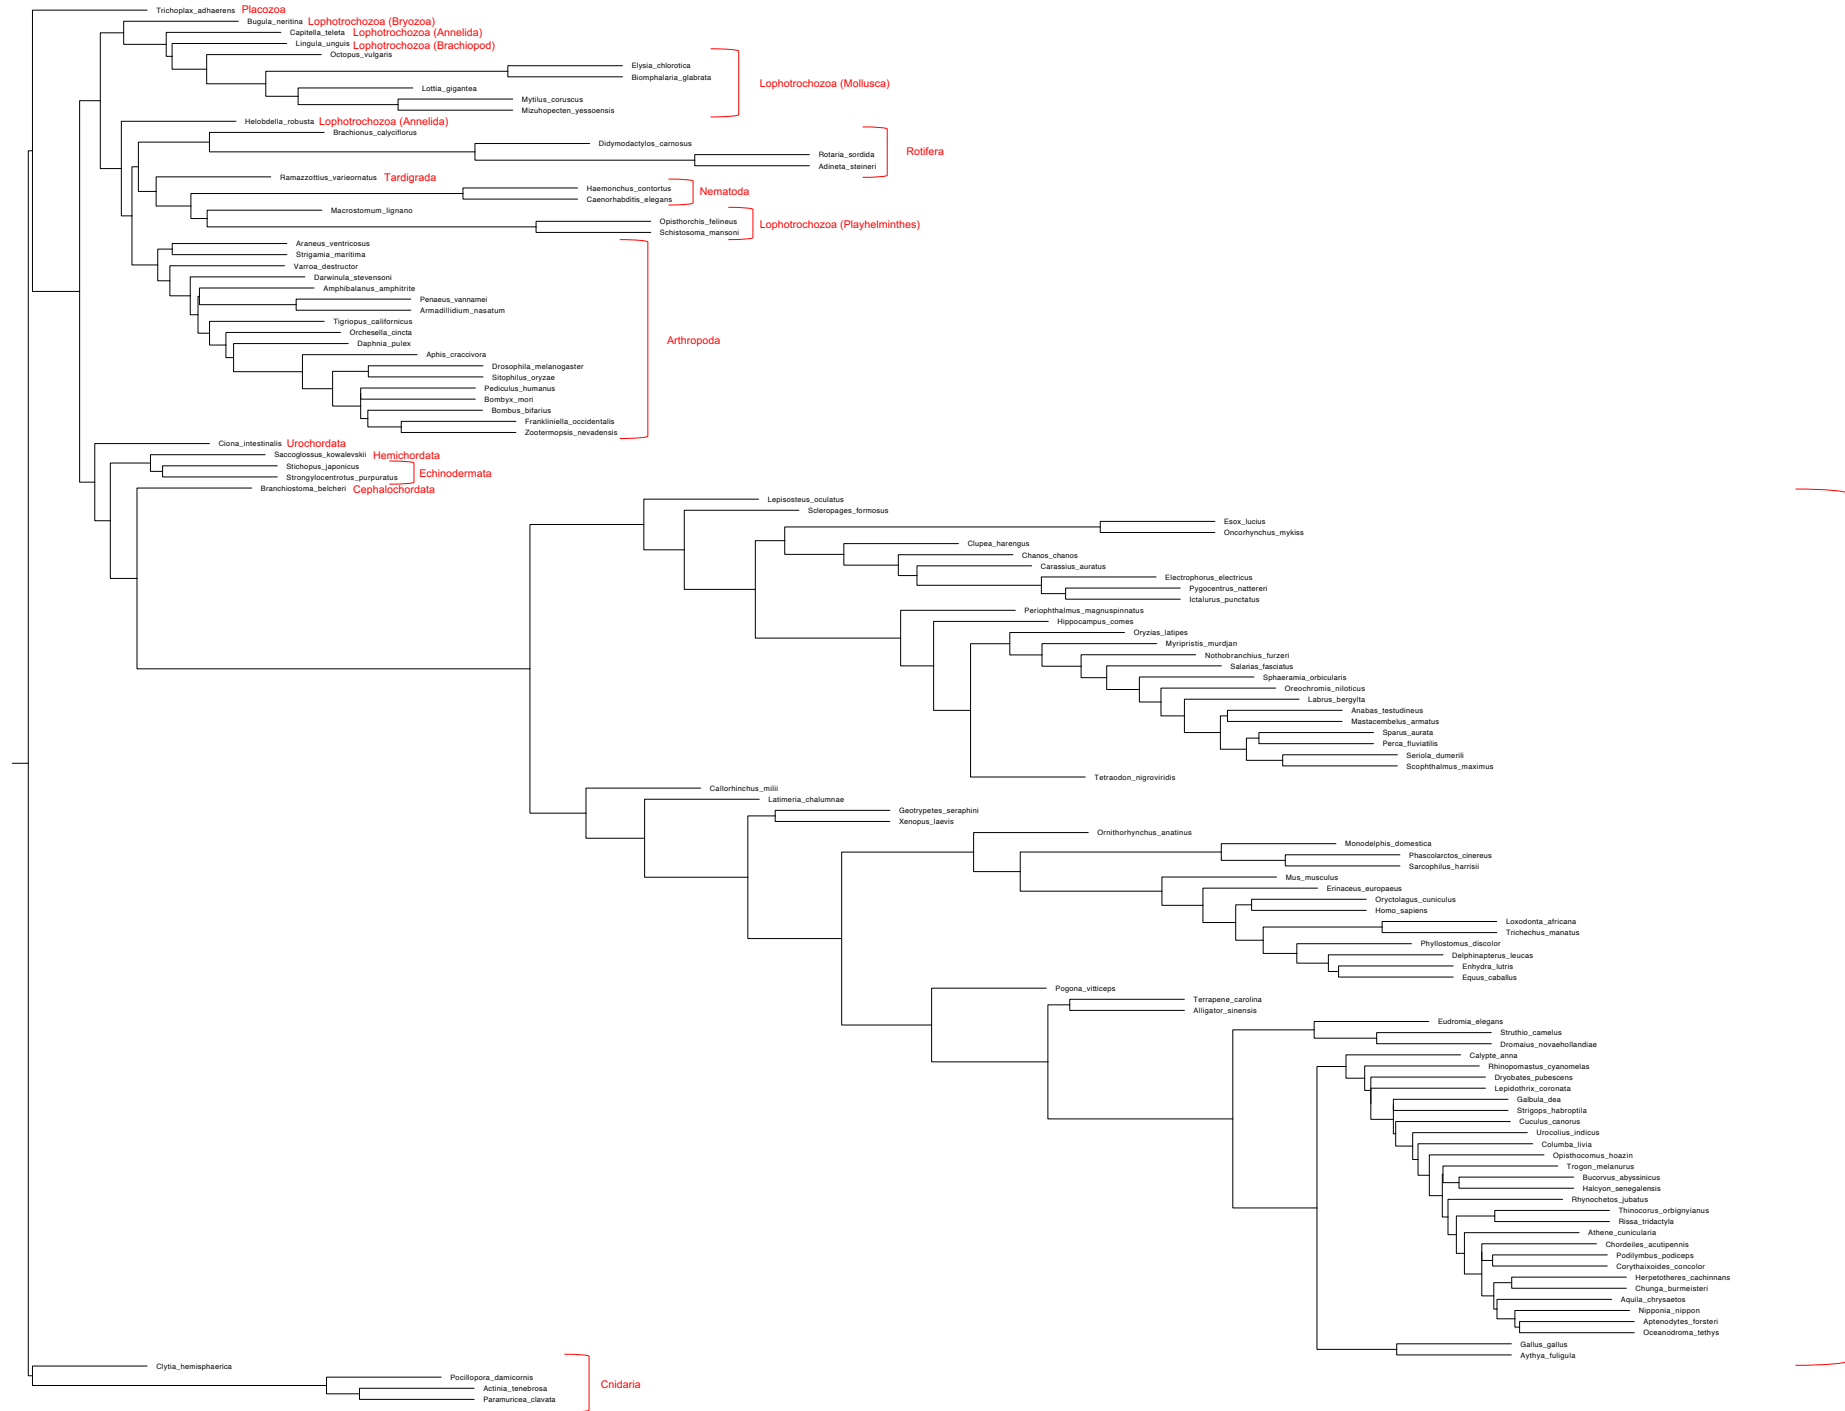 Trichoplax_adhaerens Placozoa
Bugula_neritina Lophotrochozoa (Bryozoa)
Capitella_teleta Lophotrochozoa (Annelida)
Lingula_unguis Lophotrochozoa (Brachiopod)
Octopus_vulgaris
Elysia_chlorotica
Biomphalaria_glabrata
Lophotrochozoa (Mollusca)
Lottia_gigantea
Mytilus_coruscus
Mizuhopecten_yessoensis
Helobdella_robusta Lophotrochozoa (Annelida)
Brachionus_calyciflorus
Didymodactylos_carnosus
Rotifera
Rotaria_sordida
Adineta_steineri
Ramazzottius_varieornatus Tardigrada
Haemonchus_contortus
Nematoda
Caenorhabditis_elegans
Macrostomum_lignano
Opisthorchis_felineus
Lophotrochozoa (Playhelminthes)
Schistosoma_mansoni
Araneus_ventricosus
Strigamia_maritima
Varroa_destructor
Darwinula_stevensoni
Amphibalanus_amphitrite
Penaeus_vannamei
Armadillidium_nasatum
Tigriopus_californicus
Orchesella_cincta
Arthropoda
Daphnia_pulex
Aphis_craccivora
Drosophila_melanogaster
Sitophilus_oryzae
Pediculus_humanus
Bombyx_mori
Bombus_bifarius
Frankliniella_occidentalis
Zootermopsis_nevadensis
Ciona_intestinalis Urochordata
Saccoglossus_kowalevskii Hemichordata
Stichopus_japonicus
Echinodermata
Strongylocentrotus_purpuratus
Branchiostoma_belcheri Cephalochordata
Lepisosteus_oculatus
Scleropages_formosus
Esox_lucius
Oncorhynchus_mykiss
Clupea_harengus
Chanos_chanos
Carassius_auratus
Electrophorus_electricus
Pygocentrus_nattereri
Ictalurus_punctatus
Periophthalmus_magnuspinnatus
Hippocampus_comes
Oryzias_latipes
Myripristis_murdjan
Nothobranchius_furzeri
Salarias_fasciatus
Sphaeramia_orbicularis
Oreochromis_niloticus
Labrus_bergylta
Anabas_testudineus
Mastacembelus_armatus
Sparus_aurata
Perca_fluviatilis
Seriola_dumerili
Scophthalmus_maximus
Tetraodon_nigroviridis
Callorhinchus_milii
Latimeria_chalumnae
Geotrypetes_seraphini
Xenopus_laevis
Ornithorhynchus_anatinus
Monodelphis_domestica
Phascolarctos_cinereus
Sarcophilus_harrisii
Mus_musculus
Erinaceus_europaeus
Oryctolagus_cuniculus
Homo_sapiens
Loxodonta_africana
Trichechus_manatus
Phyllostomus_discolor
Delphinapterus_leucas
Enhydra_lutris
Equus_caballus
Pogona_vitticeps
Terrapene_carolina
Alligator_sinensis
Eudromia_elegans
Struthio_camelus
Dromaius_novaehollandiae
Calypte_anna
Rhinopomastus_cyanomelas
Dryobates_pubescens
Lepidothrix_coronata
Galbula_dea
Strigops_habroptila
Cuculus_canorus
Urocolius_indicus
Columba_livia
Opisthocomus_hoazin
Trogon_melanurus
Bucorvus_abyssinicus
Halcyon_senegalensis
Rhynochetos_jubatus
Thinocorus_orbignyianus
Rissa_tridactyla
Athene_cunicularia
Chordeiles_acutipennis
Podilymbus_podiceps
Corythaixoides_concolor
Herpetotheres_cachinnans
Chunga_burmeisteri
Aquila_chrysaetos
Nipponia_nippon
Aptenodytes_forsteri
Oceanodroma_tethys
Gallus_gallus
Aythya_fuligula
Clytia_hemisphaerica
Pocillopora_damicornis
Cnidaria
Actinia_tenebrosa
Paramuricea_clavata